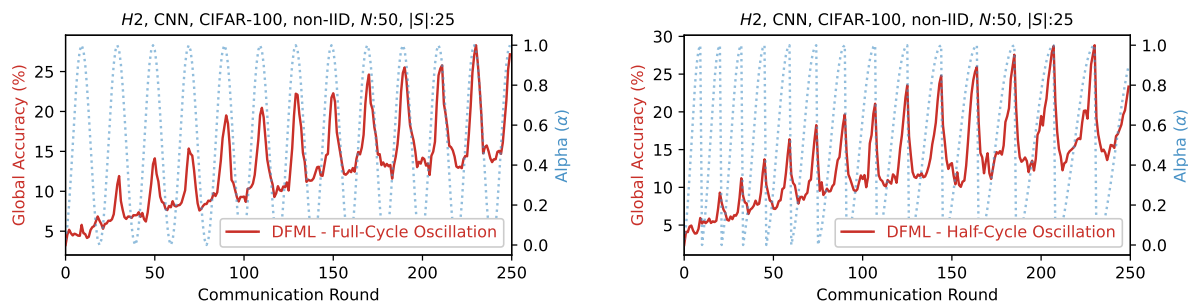 H2, CNN, CIFAR-100, non-IID, N:50, |S|:25
Global Accuracy (%)
25
20
15
10
5
1.0
0.8
0.6
0.4
0.2
0.0
Alpha (α)
DFML - Full-Cycle Oscillation
0 50 100 150 200 250
Communication Round
H2, CNN, CIFAR-100, non-IID, N:50, |S|:25
Global Accuracy (%)
30
25
20
15
10
5
1.0
0.8
0.6
0.4
0.2
0.0
Alpha (α)
DFML - Half-Cycle Oscillation
0 50 100 150 200 250
Communication Round